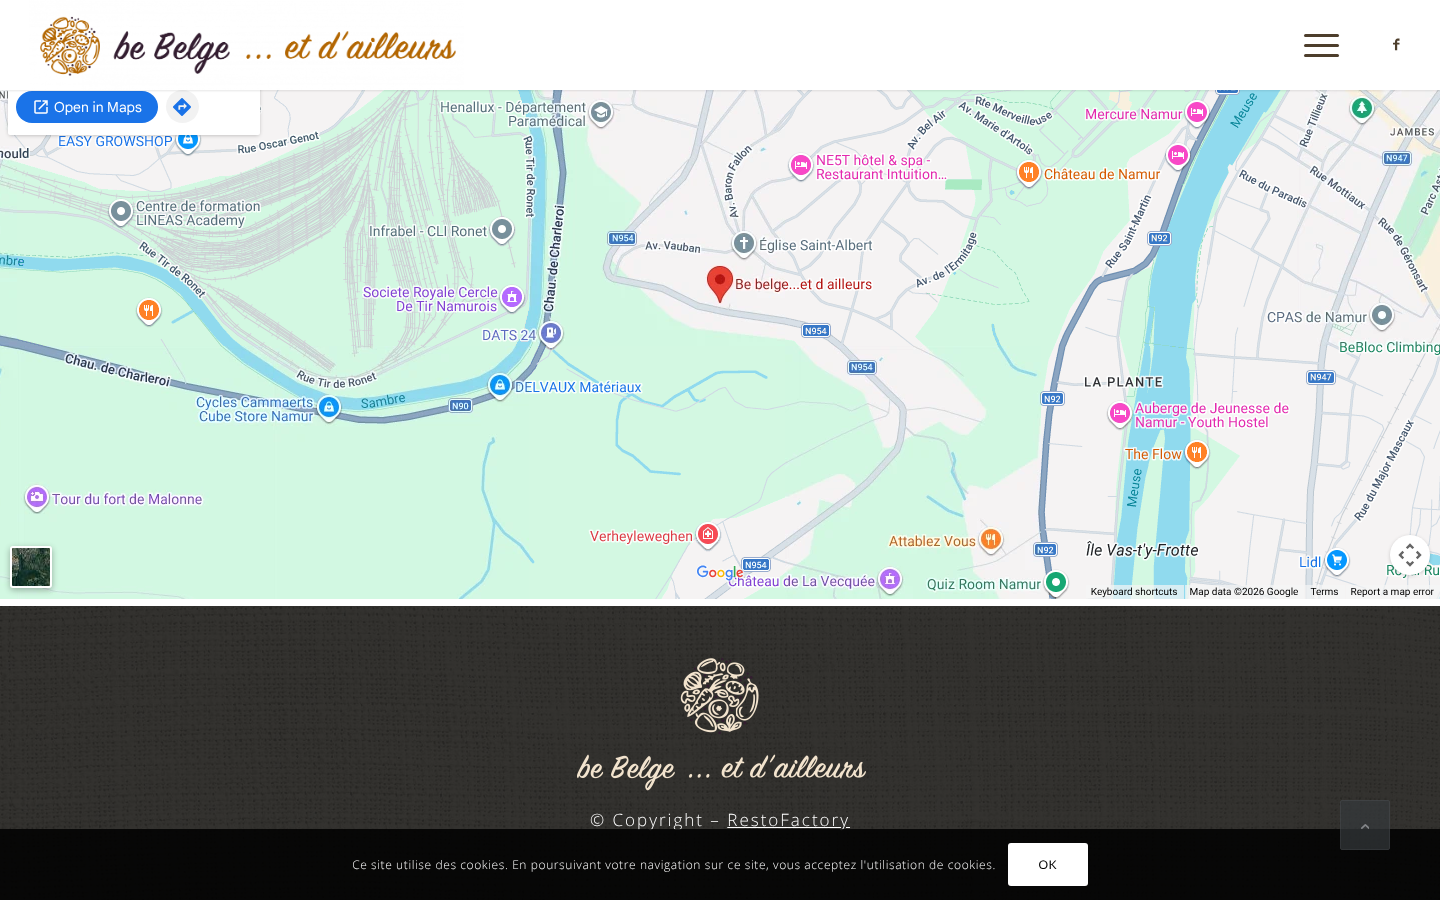 be Belge ... et d'ailleurs
Open in Maps
EASY GROWSHOP
Rue Oscar Genot
Henallux - Département
Paramédical
Rue Tir de Ronet
Centre de formation
LINEAS Academy
Infrabel - CLI Ronet
Rue Tir de Ronet
Societe Royale Cercle
De Tir Namurois
DATS 24
Chau. de Charleroi
Chau. de Charleroi
Rue Tir de Ronet
Sambre
Cycles Cammaerts
Cube Store Namur
N90
DELVAUX Matériaux
Tour du fort de Malonne
NE5T hôtel & spa -
Restaurant Intuition...
Av. Baron Fallon
Av. Bel Air
Rte Merveilleuse
Av. Marie d'Artois
Château de Namur
Mercure Namur
Meuse
Rue Tillieux
JAMBES
N947
Rue Mottiaux
Rue du Paradis
Rue de Géronsart
N954
Av. Vauban
Église Saint-Albert
Be belge...et d ailleurs
Av. de l'Ermitage
Rue Saint-Martin
N92
N954
N954
CPAS de Namur
BeBloc Climbing
N947
LA PLANTE
N92
Auberge de Jeunesse de
Namur - Youth Hostel
The Flow
Meuse
Rue du Major Mascaux
Verheyleweghen
Attablez Vous
N92
Île Vas-t'y-Frotte
N954
Google
Château de La Vecquée
Quiz Room Namur
Lidl
Keyboard shortcuts
Map data ©2026 Google
Terms
Report a map error
be Belge ... et d'ailleurs
© Copyright – RestoFactory
Ce site utilise des cookies. En poursuivant votre navigation sur ce site, vous acceptez l'utilisation de cookies.
OK